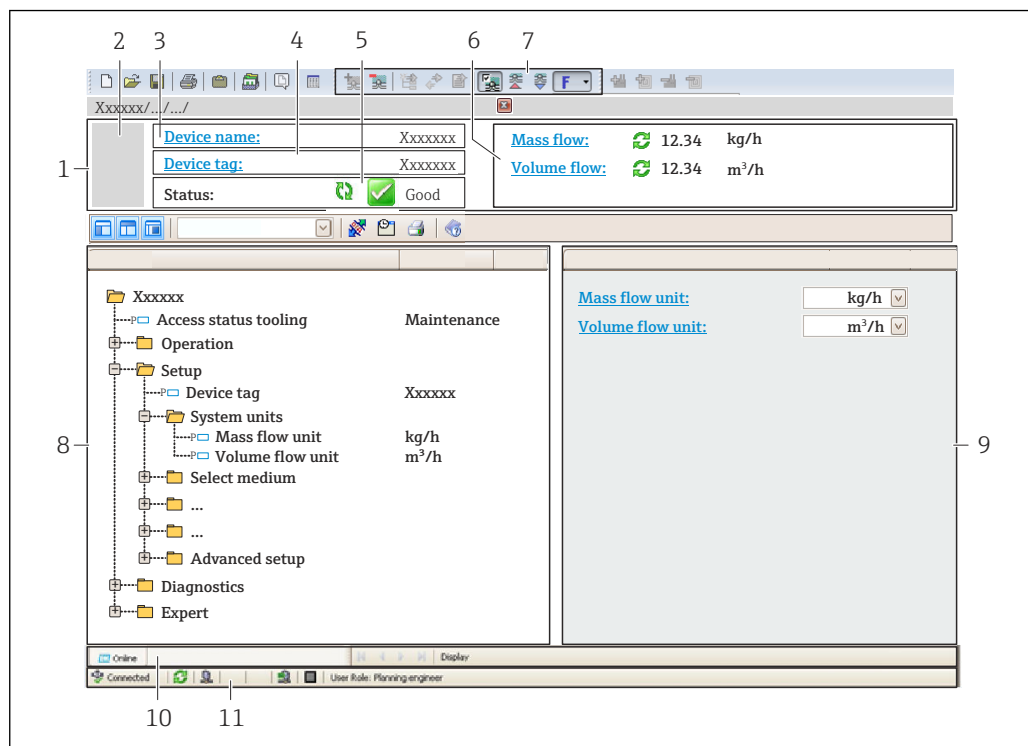 2 3 4 5 6 7
F
Xxxxxx/.../.../
1
Device name: Xxxxxxx
Device tag: Xxxxxxx
Status: Good
Mass flow: 12.34 kg/h
Volume flow: 12.34 m³/h
8
Xxxxxx
P Access status tooling Maintenance
Operation
Setup
P Device tag Xxxxxx
System units
P Mass flow unit kg/h
P Volume flow unit m³/h
Select medium
...
...
Advanced setup
Diagnostics
Expert
Mass flow unit: kg/h
Volume flow unit: m³/h
9
Online Display
Connected User Role: Planning engineer
10 11